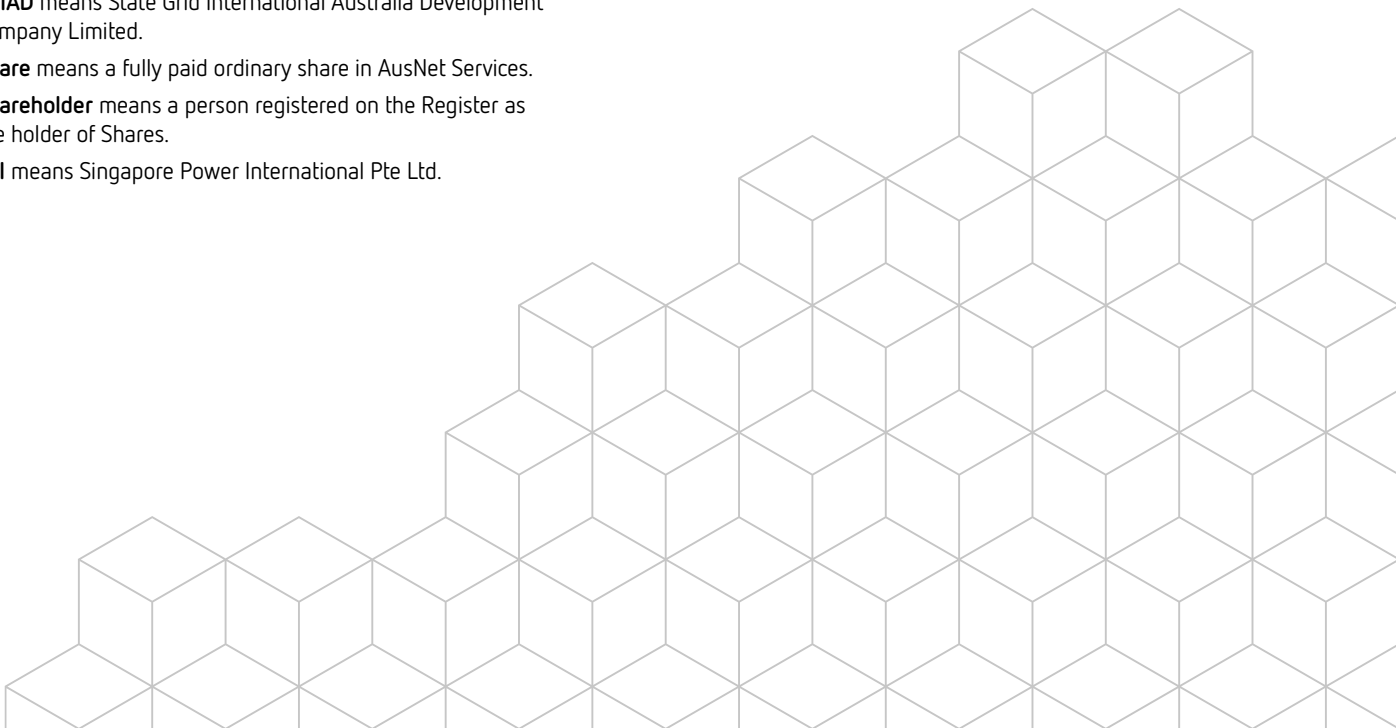 IAD means State Grid International Australia Development
mpany Limited.
are means a fully paid ordinary share in AusNet Services.
areholder means a person registered on the Register as
e holder of Shares.
I means Singapore Power International Pte Ltd.